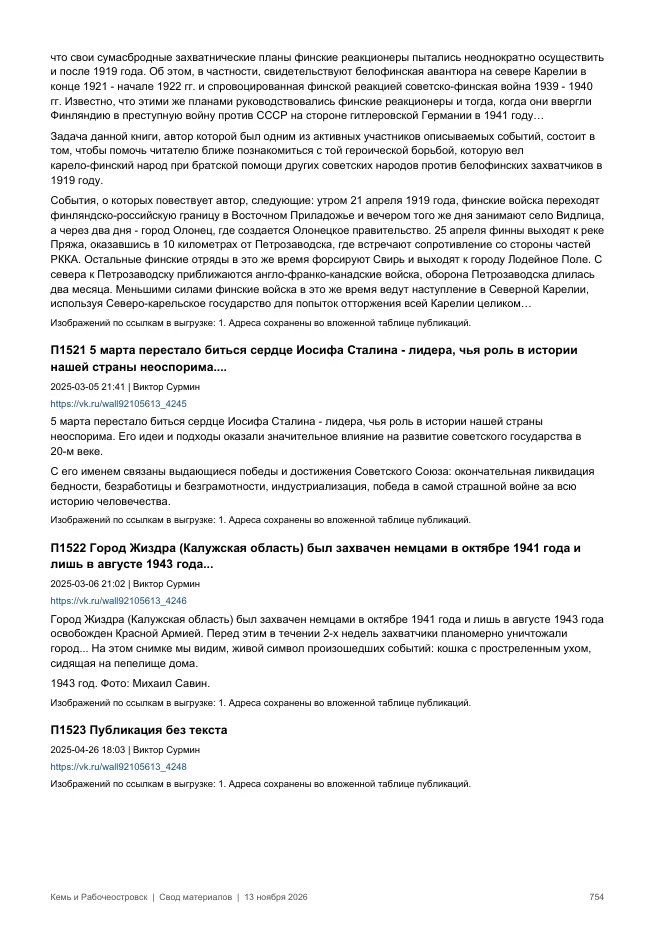 что свои сумасбродные захватнические планы финские реакционеры пытались неоднократно осуществить
и после 1919 года. Об этом, в частности, свидетельствуют белофинская авантюра на севере Карелии в
конце 1921 - начале 1922 гг. и спровоцированная финской реакцией советско-финская война 1939 - 1940
гг. Известно, что этими же планами руководствовались финские реакционеры и тогда, когда они ввергли
Финляндию в преступную войну против СССР на стороне гитлеровской Германии в 1941 году…
Задача данной книги, автор которой был одним из активных участников описываемых событий, состоит в
том, чтобы помочь читателю ближе познакомиться с той героической борьбой, которую вел
карело-финский народ при братской помощи других советских народов против белофинских захватчиков в
1919 году.
События, о которых повествует автор, следующие: утром 21 апреля 1919 года, финские войска переходят
финляндско-российскую границу в Восточном Приладожье и вечером того же дня занимают село Видлица,
а через два дня - город Олонец, где создается Олонецкое правительство. 25 апреля финны выходят к реке
Пряжа, оказавшись в 10 километрах от Петрозаводска, где встречают сопротивление со стороны частей
РККА. Остальные финские отряды в это же время форсируют Свирь и выходят к городу Лодейное Поле. С
севера к Петрозаводску приближаются англо-франко-канадские войска, оборона Петрозаводска длилась
два месяца. Меньшими силами финские войска в это же время ведут наступление в Северной Карелии,
используя Северо-карельское государство для попыток отторжения всей Карелии целиком…
Изображений по ссылкам в выгрузке: 1. Адреса сохранены во вложенной таблице публикаций.
П1521 5 марта перестало биться сердце Иосифа Сталина - лидера, чья роль в истории
нашей страны неоспорима....
2025-03-05 21:41 | Виктор Сурмин
https://vk.ru/wall92105613_4245
5 марта перестало биться сердце Иосифа Сталина - лидера, чья роль в истории нашей страны
неоспорима. Его идеи и подходы оказали значительное влияние на развитие советского государства в
20-м веке.
С его именем связаны выдающиеся победы и достижения Советского Союза: окончательная ликвидация
бедности, безработицы и безграмотности, индустриализация, победа в самой страшной войне за всю
историю человечества.
Изображений по ссылкам в выгрузке: 1. Адреса сохранены во вложенной таблице публикаций.
П1522 Город Жиздра (Калужская область) был захвачен немцами в октябре 1941 года и
лишь в августе 1943 года...
2025-03-06 21:02 | Виктор Сурмин
https://vk.ru/wall92105613_4246
Город Жиздра (Калужская область) был захвачен немцами в октябре 1941 года и лишь в августе 1943 года
освобожден Красной Армией. Перед этим в течении 2-х недель захватчики планомерно уничтожали
город... На этом снимке мы видим, живой символ произошедших событий: кошка с простреленным ухом,
сидящая на пепелище дома.
1943 год. Фото: Михаил Савин.
Изображений по ссылкам в выгрузке: 1. Адреса сохранены во вложенной таблице публикаций.
П1523 Публикация без текста
2025-04-26 18:03 | Виктор Сурмин
https://vk.ru/wall92105613_4248
Изображений по ссылкам в выгрузке: 1. Адреса сохранены во вложенной таблице публикаций.
Кемь и Рабочеостровск | Свод материалов | 13 ноября 2026 754